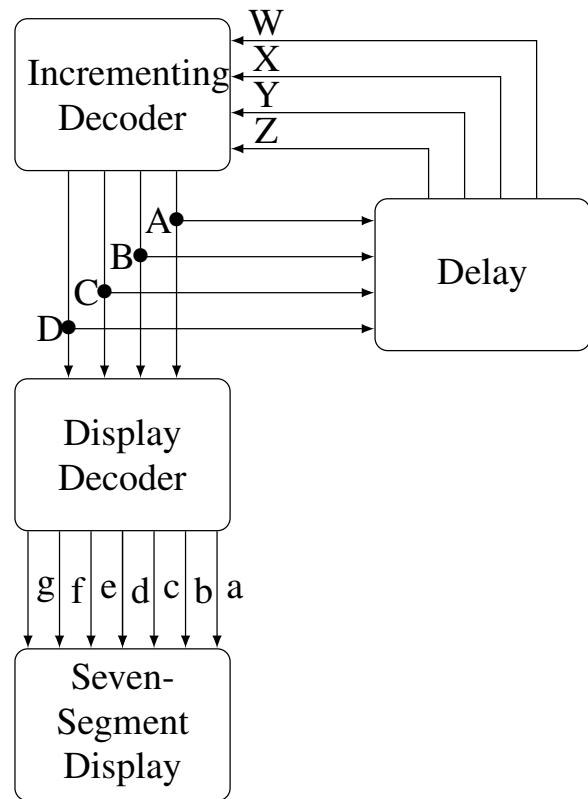 W
Incrementing
Decoder
X
Y
Z
A
B
C
D
Delay
Display
Decoder
g f e d c b a
Seven-
Segment
Display